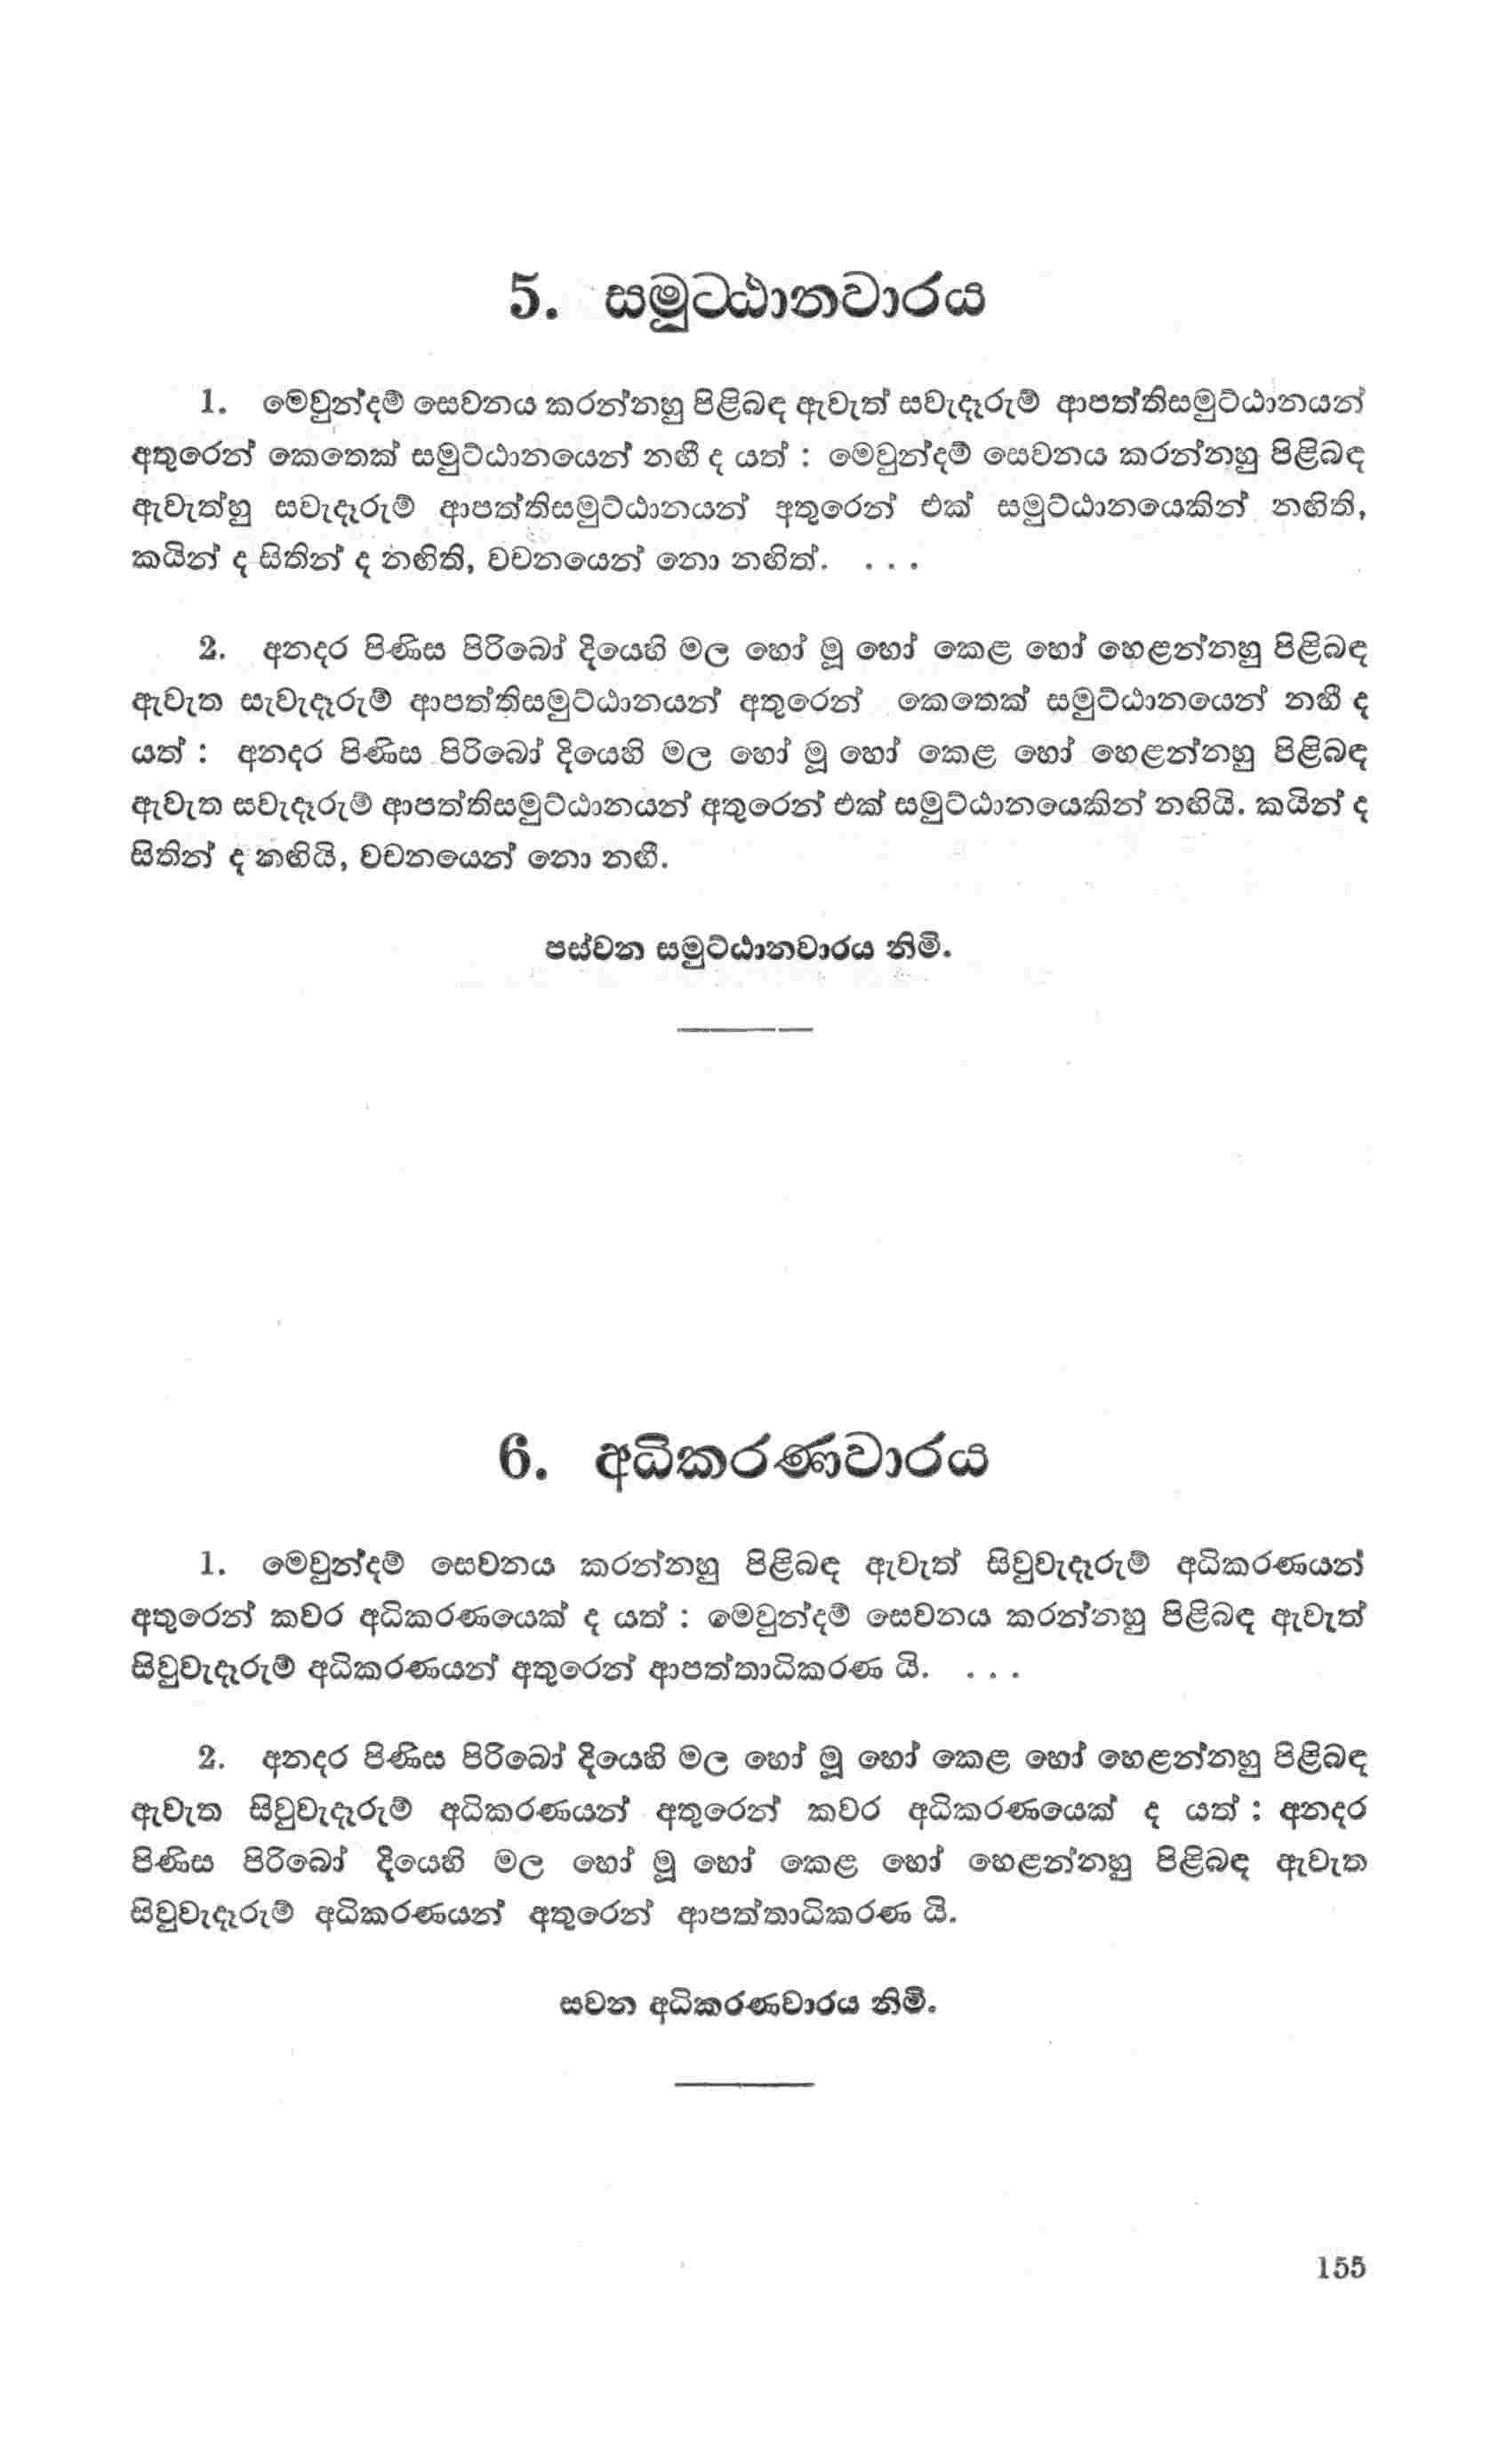 5. සමුට්ඨානවාරය
1. මෙවුන්දම් සෙවනය කරන්නහු පිළිබඳ ඇවැත් සවැදෑරුම් ආපත්තිසමුට්ඨානයන්
අතුරෙන් කෙතෙක් සමුට්ඨානයෙන් නඟී ද යත් : මෙවුන්දම් සෙවනය කරන්නහු පිළිබඳ
ඇවැත්හු සවැදෑරුම් ආපත්තිසමුට්ඨානයන් අතුරෙන් එක් සමුට්ඨානයෙකින් නඟිති,
කයින් ද සිතින් ද නඟිති, වචනයෙන් නො නඟිත්. . . .
2. අනදර පිණිස පිරිබෝ දියෙහි මල හෝ මූ හෝ කෙළ හෝ හෙළන්නහු පිළිබඳ
ඇවැත සැවැදෑරුම් ආපත්තිසමුට්ඨානයන් අතුරෙන් කෙතෙක් සමුට්ඨානයෙන් නඟී ද
යත් : අනදර පිණිස පිරිබෝ දියෙහි මල හෝ මූ හෝ කෙළ හෝ හෙළන්නහු පිළිබඳ
ඇවැත සවැදෑරුම් ආපත්තිසමුට්ඨානයන් අතුරෙන් එක් සමුට්ඨානයෙකින් නඟියි. කයින් ද
සිතින් ද නඟියි, වචනයෙන් නො නඟී.
පස්වන සමුට්ඨානවාරය නිමි.
6. අධිකරණවාරය
1. මෙවුන්දම් සෙවනය කරන්නහු පිළිබඳ ඇවැත් සිවුවැදෑරුම් අධිකරණයන්
අතුරෙන් කවර අධිකරණයෙක් ද යත් : මෙවුන්දම් සෙවනය කරන්නහු පිළිබඳ ඇවැත්
සිවුවැදෑරුම් අධිකරණයන් අතුරෙන් ආපත්තාධිකරණ යි. . . .
2. අනදර පිණිස පිරිබෝ දියෙහි මල හෝ මූ හෝ කෙළ හෝ හෙළන්නහු පිළිබඳ
ඇවැත සිවුවැදෑරුම් අධිකරණයන් අතුරෙන් කවර අධිකරණයෙක් ද යත් : අනදර
පිණිස පිරිබෝ දියෙහි මල හෝ මූ හෝ කෙළ හෝ හෙළන්නහු පිළිබඳ ඇවැත
සිවුවැදෑරුම් අධිකරණයන් අතුරෙන් ආපත්තාධිකරණ යි.
සවන අධිකරණවාරය නිමි.
155